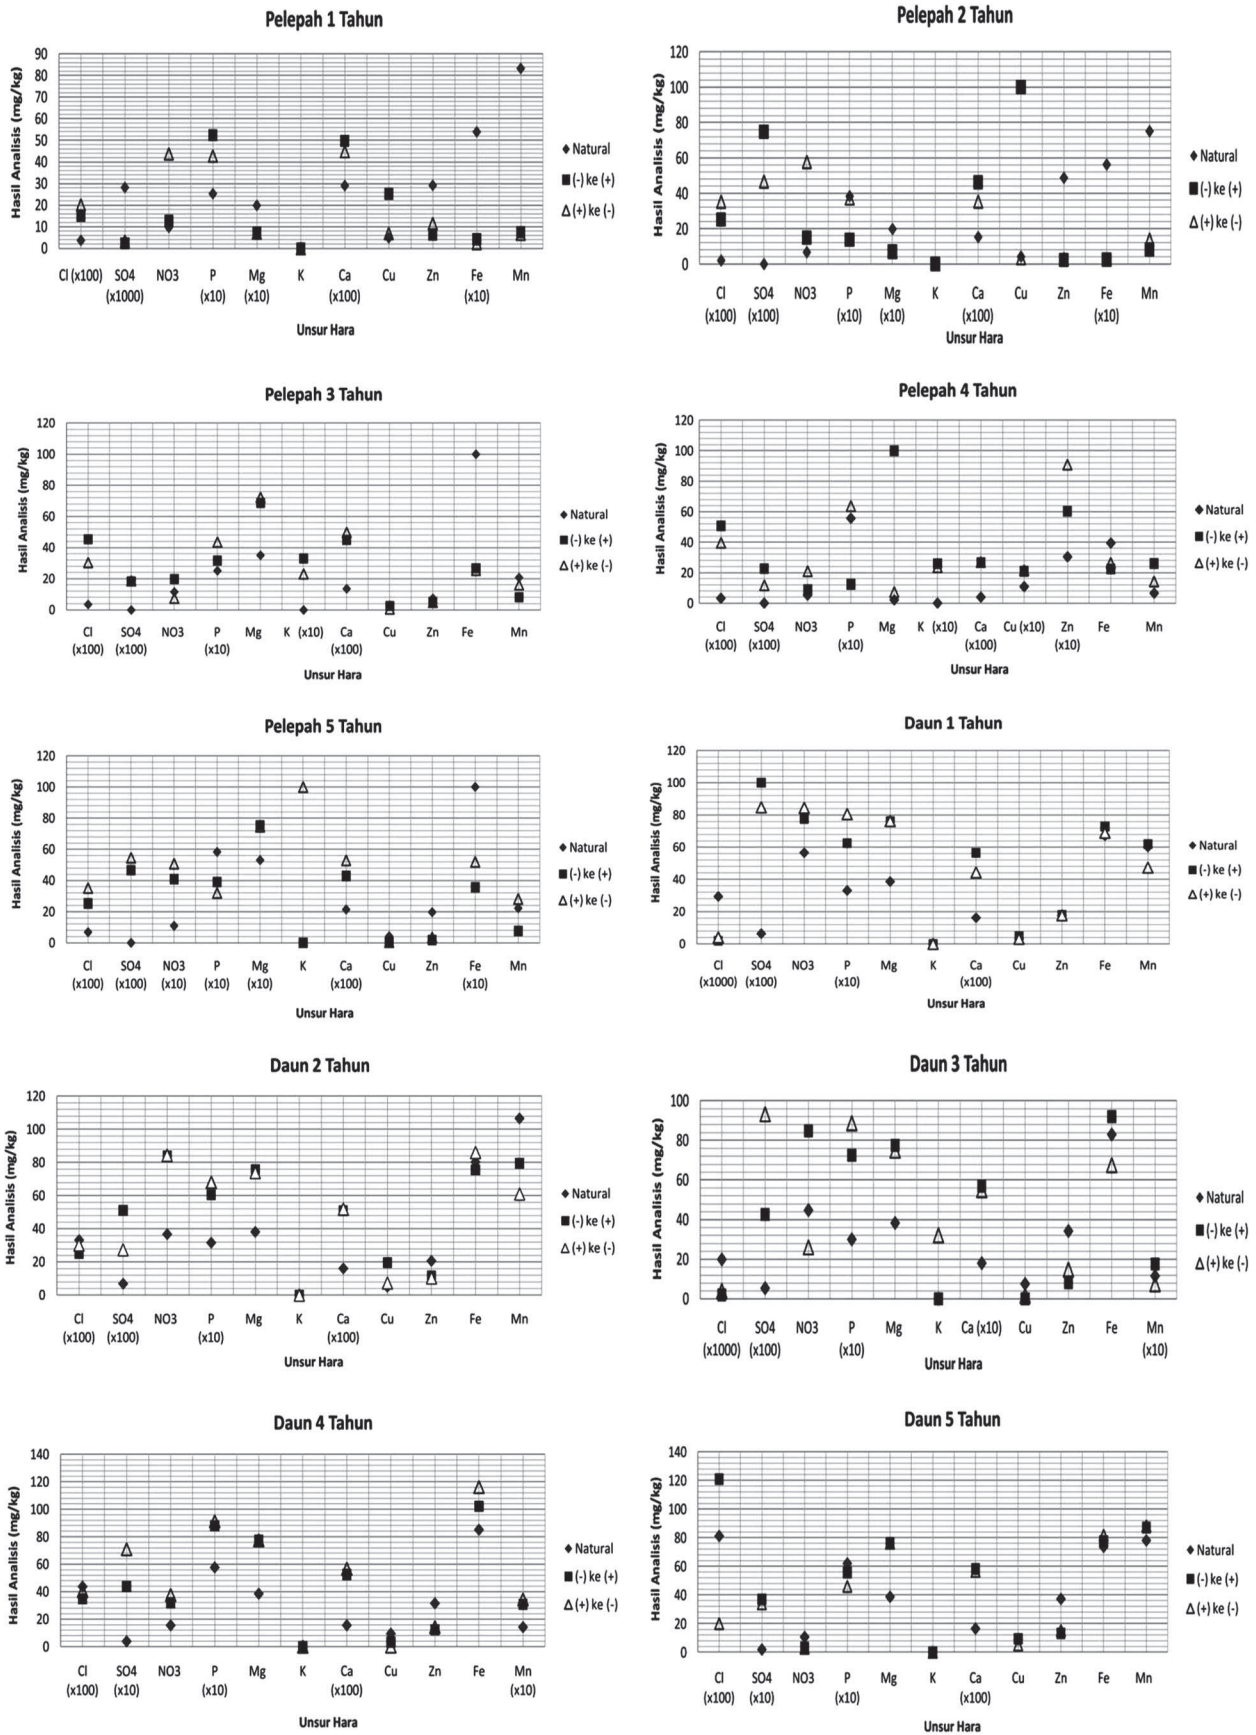 Pelepah 1 Tahun
Hasil Analisis (mg/kg)
90
80
70
60
50
40
30
20
10
0
Cl (x100) SO4 NO3 P Mg K Ca Cu Zn Fe Mn
(x1000) (x10) (x10) (x100) (x10)
Unsur Hara
Natural
(-) ke (+)
(+) ke (-)
Pelepah 2 Tahun
Hasil Analisis (mg/kg)
120
100
80
60
40
20
0
Cl SO4 NO3 P Mg K Ca Cu Zn Fe Mn
(x100) (x100) (x10) (x10) (x100) (x10)
Unsur Hara
Natural
(-) ke (+)
(+) ke (-)
Pelepah 3 Tahun
Hasil Analisis (mg/kg)
120
100
80
60
40
20
0
Cl SO4 NO3 P Mg K (x10) Ca Cu Zn Fe Mn
(x100) (x100) (x10) (x100)
Unsur Hara
Natural
(-) ke (+)
(+) ke (-)
Pelepah 4 Tahun
Hasil Analisis (mg/kg)
120
100
80
60
40
20
0
Cl SO4 NO3 P Mg K (x10) Ca Cu (x10) Zn Fe Mn
(x100) (x100) (x10) (x100) (x10)
Unsur Hara
Natural
(-) ke (+)
(+) ke (-)
Pelepah 5 Tahun
Hasil Analisis (mg/kg)
120
100
80
60
40
20
0
Cl SO4 NO3 P Mg K Ca Cu Zn Fe Mn
(x100) (x100) (x10) (x10) (x10) (x100) (x10)
Unsur Hara
Natural
(-) ke (+)
(+) ke (-)
Daun 1 Tahun
Hasil Analisis (mg/kg)
120
100
80
60
40
20
0
Cl SO4 NO3 P Mg K Ca Cu Zn Fe Mn
(x1000) (x100) (x10) (x100)
Unsur Hara
Natural
(-) ke (+)
(+) ke (-)
Daun 2 Tahun
Hasil Analisis (mg/kg)
120
100
80
60
40
20
0
Cl SO4 NO3 P Mg K Ca Cu Zn Fe Mn
(x100) (x100) (x10) (x100)
Unsur Hara
Natural
(-) ke (+)
(+) ke (-)
Daun 3 Tahun
Hasil Analisis (mg/kg)
100
80
60
40
20
0
Cl SO4 NO3 P Mg K Ca (x10) Cu Zn Fe Mn
(x1000) (x100) (x10) (x10)
Unsur Hara
Natural
(-) ke (+)
(+) ke (-)
Daun 4 Tahun
Hasil Analisis (mg/kg)
140
120
100
80
60
40
20
0
Cl SO4 NO3 P Mg K Ca Cu Zn Fe Mn
(x100) (x10) (x10) (x100) (x10)
Unsur Hara
Natural
(-) ke (+)
(+) ke (-)
Daun 5 Tahun
Hasil Analisis (mg/kg)
140
120
100
80
60
40
20
0
Cl SO4 NO3 P Mg K Ca Cu Zn Fe Mn
(x100) (x10) (x10) (x100)
Unsur Hara
Natural
(-) ke (+)
(+) ke (-)